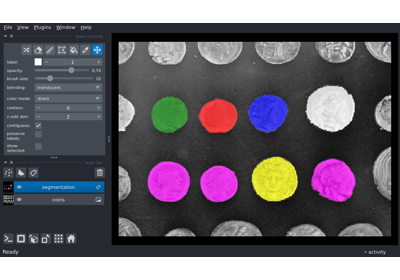 File View Plugins Window Help
label: 1
opacity: 0.70
brush size: 10
blending: translucent
color mode: direct
contour: 0
n edit dim: 2
contiguous:
preserve
labels:
show
selected:
segmentation
coins
Ready
activity